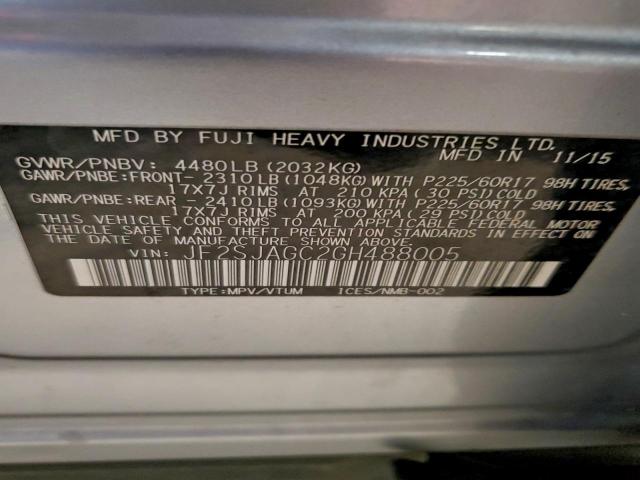 MFD BY FUJI HEAVY INDUSTRIES LTD.
MFD IN 11/15
GVWR/PNBV: 4480LB (2032KG)
GAWR/PNBE:FRONT- 2310LB (1048KG) WITH P225/60R17 98H TIRES,
17X7J RIMS AT 210 KPA (30 PSI) COLD
GAWR/PNBE:REAR - 2410LB (1093KG) WITH P225/60R17 98H TIRES,
17X7J RIMS AT 200 KPA (29 PSI) COLD
THIS VEHICLE CONFORMS TO ALL APPLICABLE FEDERAL MOTOR
VEHICLE SAFETY AND THEFT PREVENTION STANDARDS IN EFFECT ON
THE DATE OF MANUFACTURE SHOWN ABOVE.
VIN: JF2SJAGC2GH488005
TYPE:MPV/VTUM ICES/NMB-002